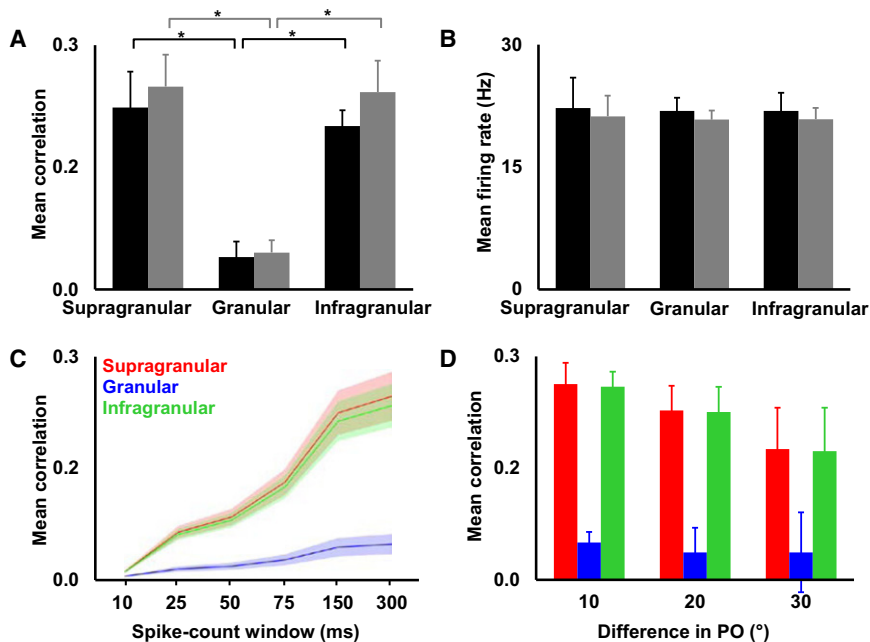 A
Mean correlation
0.3
0.2
0.0
* *
* *
Supragranular Granular Infragranular
B
Mean firing rate (Hz)
30
15
0
Supragranular Granular Infragranular
C
Mean correlation
0.3
0.2
0.0
Supragranular
Granular
Infragranular
10 25 50 75 150 300
Spike-count window (ms)
D
Mean correlation
0.3
0.2
0.0
10 20 30
Difference in PO (°)